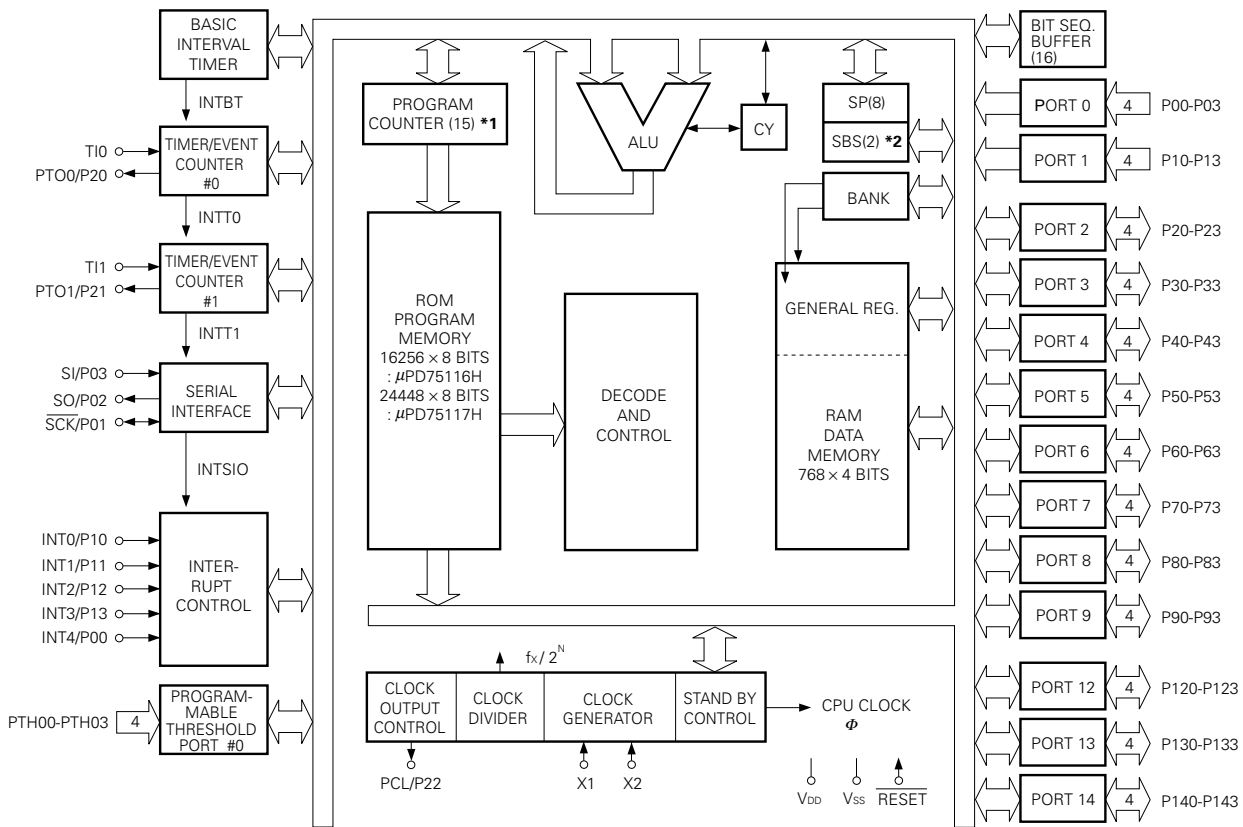 BASIC
INTERVAL
TIMER
INTBT
TI0
PTO0/P20
TIMER/EVENT
COUNTER
#0
INTT0
TI1
PTO1/P21
TIMER/EVENT
COUNTER
#1
INTT1
SI/P03
SO/P02
SCK/P01
SERIAL
INTERFACE
INTSIO
INT0/P10
INT1/P11
INT2/P12
INT3/P13
INT4/P00
INTER-
RUPT
CONTROL
PTH00-PTH03
4
PROGRAM-
MABLE
THRESHOLD
PORT #0
PROGRAM
COUNTER (15) *1
ALU
CY
SP(8)
SBS(2) *2
BANK
ROM
PROGRAM
MEMORY
16256 × 8 BITS
: μPD75116H
24448 × 8 BITS
: μPD75117H
DECODE
AND
CONTROL
GENERAL REG.
RAM
DATA
MEMORY
768 × 4 BITS
fx/ 2^N
CLOCK
OUTPUT
CONTROL
CLOCK
DIVIDER
CLOCK
GENERATOR
STAND BY
CONTROL
CPU CLOCK
Φ
PCL/P22
X1
X2
VDD
VSS
RESET
BIT SEQ.
BUFFER
(16)
PORT 0
4
P00-P03
PORT 1
4
P10-P13
PORT 2
4
P20-P23
PORT 3
4
P30-P33
PORT 4
4
P40-P43
PORT 5
4
P50-P53
PORT 6
4
P60-P63
PORT 7
4
P70-P73
PORT 8
4
P80-P83
PORT 9
4
P90-P93
PORT 12
4
P120-P123
PORT 13
4
P130-P133
PORT 14
4
P140-P143